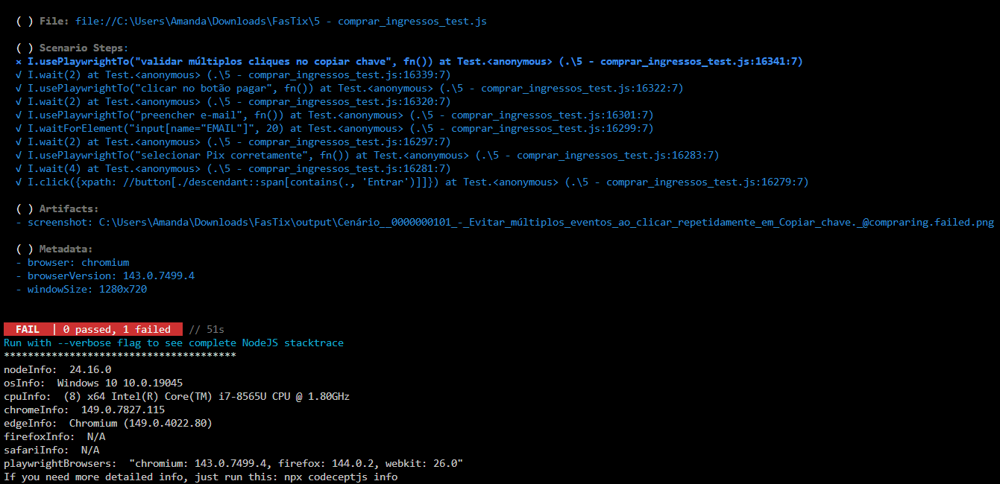 ( ) File: file://C:\Users\Amanda\Downloads\FasTix\5 - comprar_ingressos_test.js
( ) Scenario Steps:
× I.usePlaywrightTo("validar múltiplos cliques no copiar chave", fn()) at Test.<anonymous> (.\5 - comprar_ingressos_test.js:16341:7)
√ I.wait(2) at Test.<anonymous> (.\5 - comprar_ingressos_test.js:16339:7)
√ I.usePlaywrightTo("clicar no botão pagar", fn()) at Test.<anonymous> (.\5 - comprar_ingressos_test.js:16322:7)
√ I.wait(2) at Test.<anonymous> (.\5 - comprar_ingressos_test.js:16320:7)
√ I.usePlaywrightTo("preencher e-mail", fn()) at Test.<anonymous> (.\5 - comprar_ingressos_test.js:16301:7)
√ I.waitForElement("input[name="EMAIL"]", 20) at Test.<anonymous> (.\5 - comprar_ingressos_test.js:16299:7)
√ I.wait(2) at Test.<anonymous> (.\5 - comprar_ingressos_test.js:16297:7)
√ I.usePlaywrightTo("selecionar Pix corretamente", fn()) at Test.<anonymous> (.\5 - comprar_ingressos_test.js:16283:7)
√ I.wait(4) at Test.<anonymous> (.\5 - comprar_ingressos_test.js:16281:7)
√ I.click({xpath: //button[./descendant::span[contains(., 'Entrar')]]}) at Test.<anonymous> (.\5 - comprar_ingressos_test.js:16279:7)
( ) Artifacts:
- screenshot: C:\Users\Amanda\Downloads\FasTix\output\Cenário__0000000101_-_Evitar_múltiplos_eventos_ao_clicar_repetidamente_em_Copiar_chave._@compraring.failed.png
( ) Metadata:
- browser: chromium
- browserVersion: 143.0.7499.4
- windowSize: 1280x720
FAIL | 0 passed, 1 failed // 51s
Run with --verbose flag to see complete NodeJS stacktrace
***************************************
nodeInfo: 24.16.0
osInfo: Windows 10 10.0.19045
cpuInfo: (8) x64 Intel(R) Core(TM) i7-8565U CPU @ 1.80GHz
chromeInfo: 149.0.7827.115
edgeInfo: Chromium (149.0.4022.80)
firefoxInfo: N/A
safariInfo: N/A
playwrightBrowsers: "chromium: 143.0.7499.4, firefox: 144.0.2, webkit: 26.0"
If you need more detailed info, just run this: npx codeceptjs info